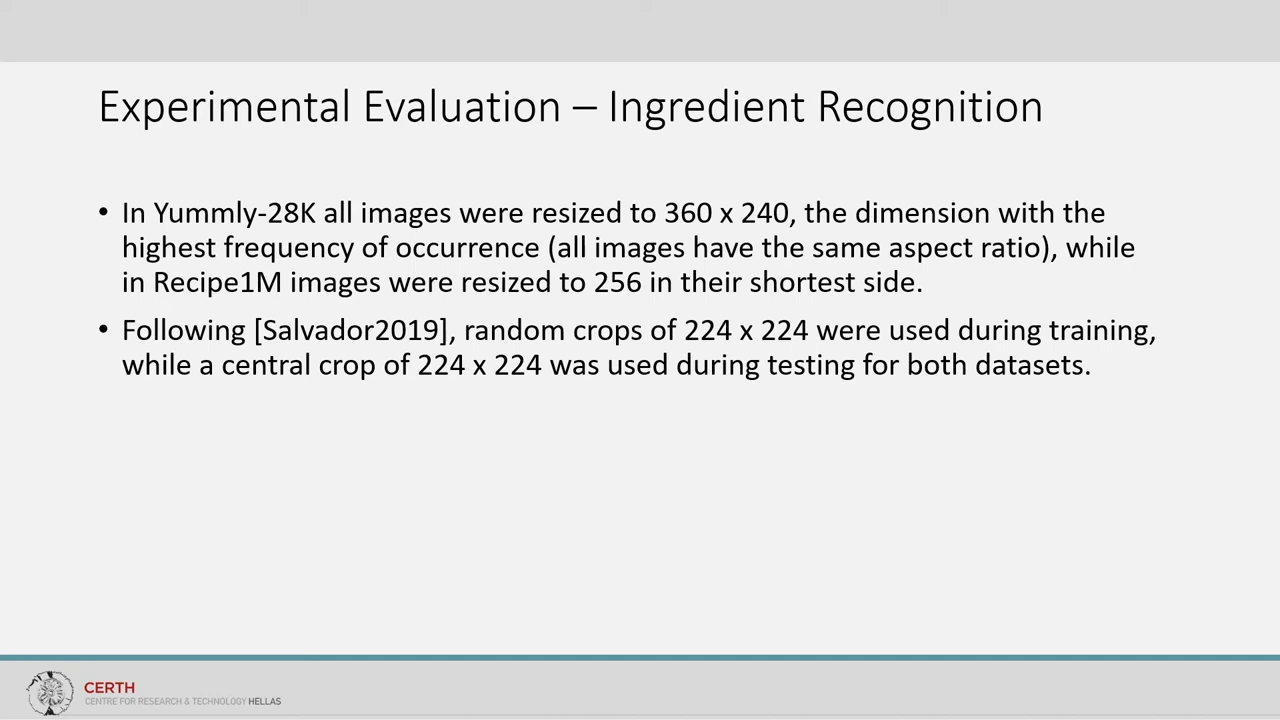 Experimental Evaluation – Ingredient Recognition
• In Yummly-28K all images were resized to 360 x 240, the dimension with the
highest frequency of occurrence (all images have the same aspect ratio), while
in Recipe1M images were resized to 256 in their shortest side.
• Following [Salvador2019], random crops of 224 x 224 were used during training,
while a central crop of 224 x 224 was used during testing for both datasets.
CERTH
CENTRE FOR RESEARCH & TECHNOLOGY HELLAS